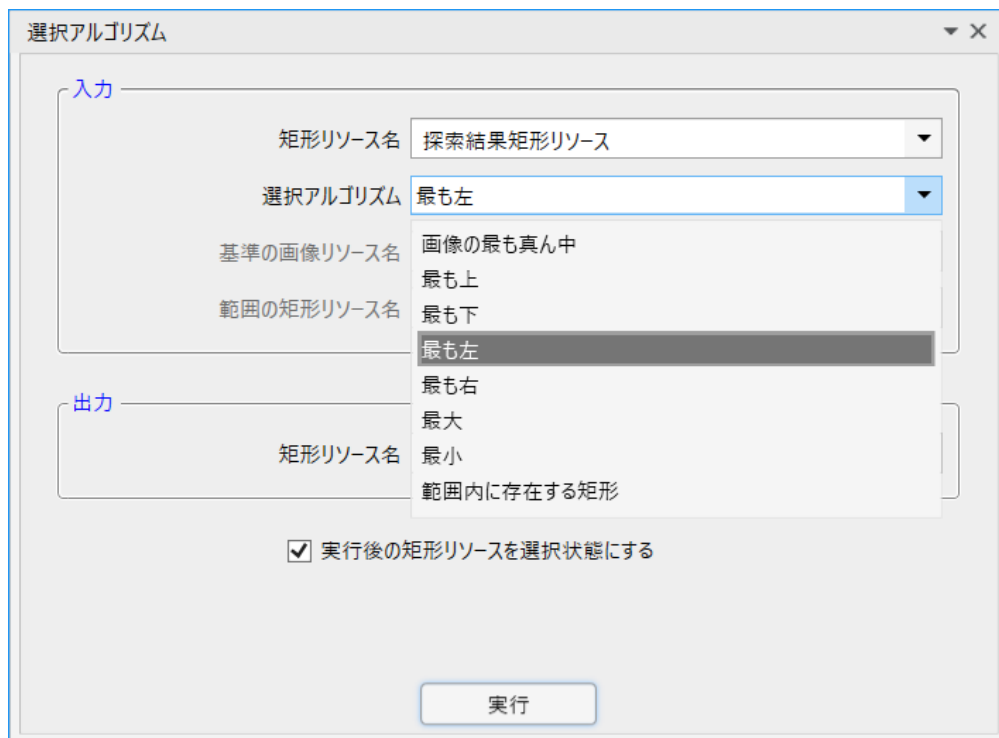 選択アルゴリズム
入力
矩形リソース名 探索結果矩形リソース
選択アルゴリズム 最も左
基準の画像リソース名
範囲の矩形リソース名
画像の最も真ん中
最も上
最も下
最も左
最も右
最大
最小
範囲内に存在する矩形
出力
矩形リソース名
実行後の矩形リソースを選択状態にする
実行